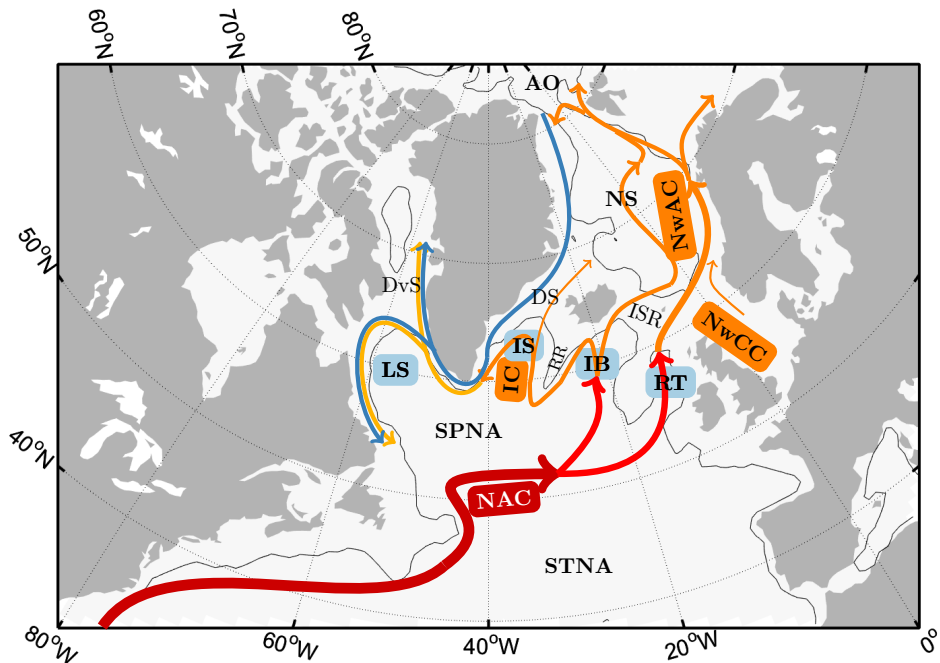 60°N
70°N
80°N
AO
NS
NwAC
50°N
DvS
DS
ISR
NwCC
IS
RR
IB
LS
IC
RT
SPNA
40°N
NAC
STNA
80°W
60°W
40°W
20°W
0°